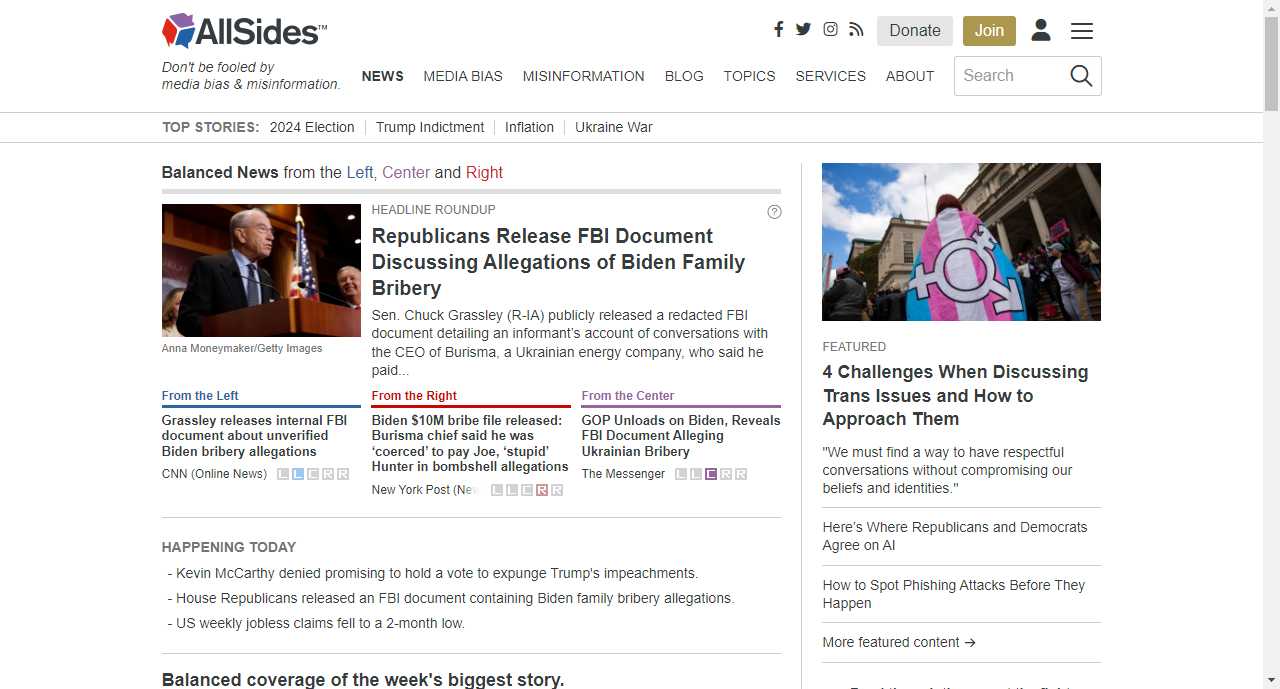 AllSides™
Don't be fooled by
media bias & misinformation.
Donate
Join
NEWS
MEDIA BIAS
MISINFORMATION
BLOG
TOPICS
SERVICES
ABOUT
Search
TOP STORIES: 2024 Election Trump Indictment Inflation Ukraine War
Balanced News from the Left, Center and Right
Anna Moneymaker/Getty Images
HEADLINE ROUNDUP
?
Republicans Release FBI Document
Discussing Allegations of Biden Family
Bribery
Sen. Chuck Grassley (R-IA) publicly released a redacted FBI
document detailing an informant's account of conversations with
the CEO of Burisma, a Ukrainian energy company, who said he
paid...
From the Left
Grassley releases internal FBI
document about unverified
Biden bribery allegations
CNN (Online News) L L C R R
From the Right
Biden $10M bribe file released:
Burisma chief said he was
‘coerced’ to pay Joe, ‘stupid’
Hunter in bombshell allegations
New York Post (Ne L L C R R
From the Center
GOP Unloads on Biden, Reveals
FBI Document Alleging
Ukrainian Bribery
The Messenger L L C R R
HAPPENING TODAY
- Kevin McCarthy denied promising to hold a vote to expunge Trump's impeachments.
- House Republicans released an FBI document containing Biden family bribery allegations.
- US weekly jobless claims fell to a 2-month low.
Balanced coverage of the week's biggest story.
FEATURED
4 Challenges When Discussing
Trans Issues and How to
Approach Them
"We must find a way to have respectful
conversations without compromising our
beliefs and identities."
Here's Where Republicans and Democrats
Agree on AI
How to Spot Phishing Attacks Before They
Happen
More featured content →